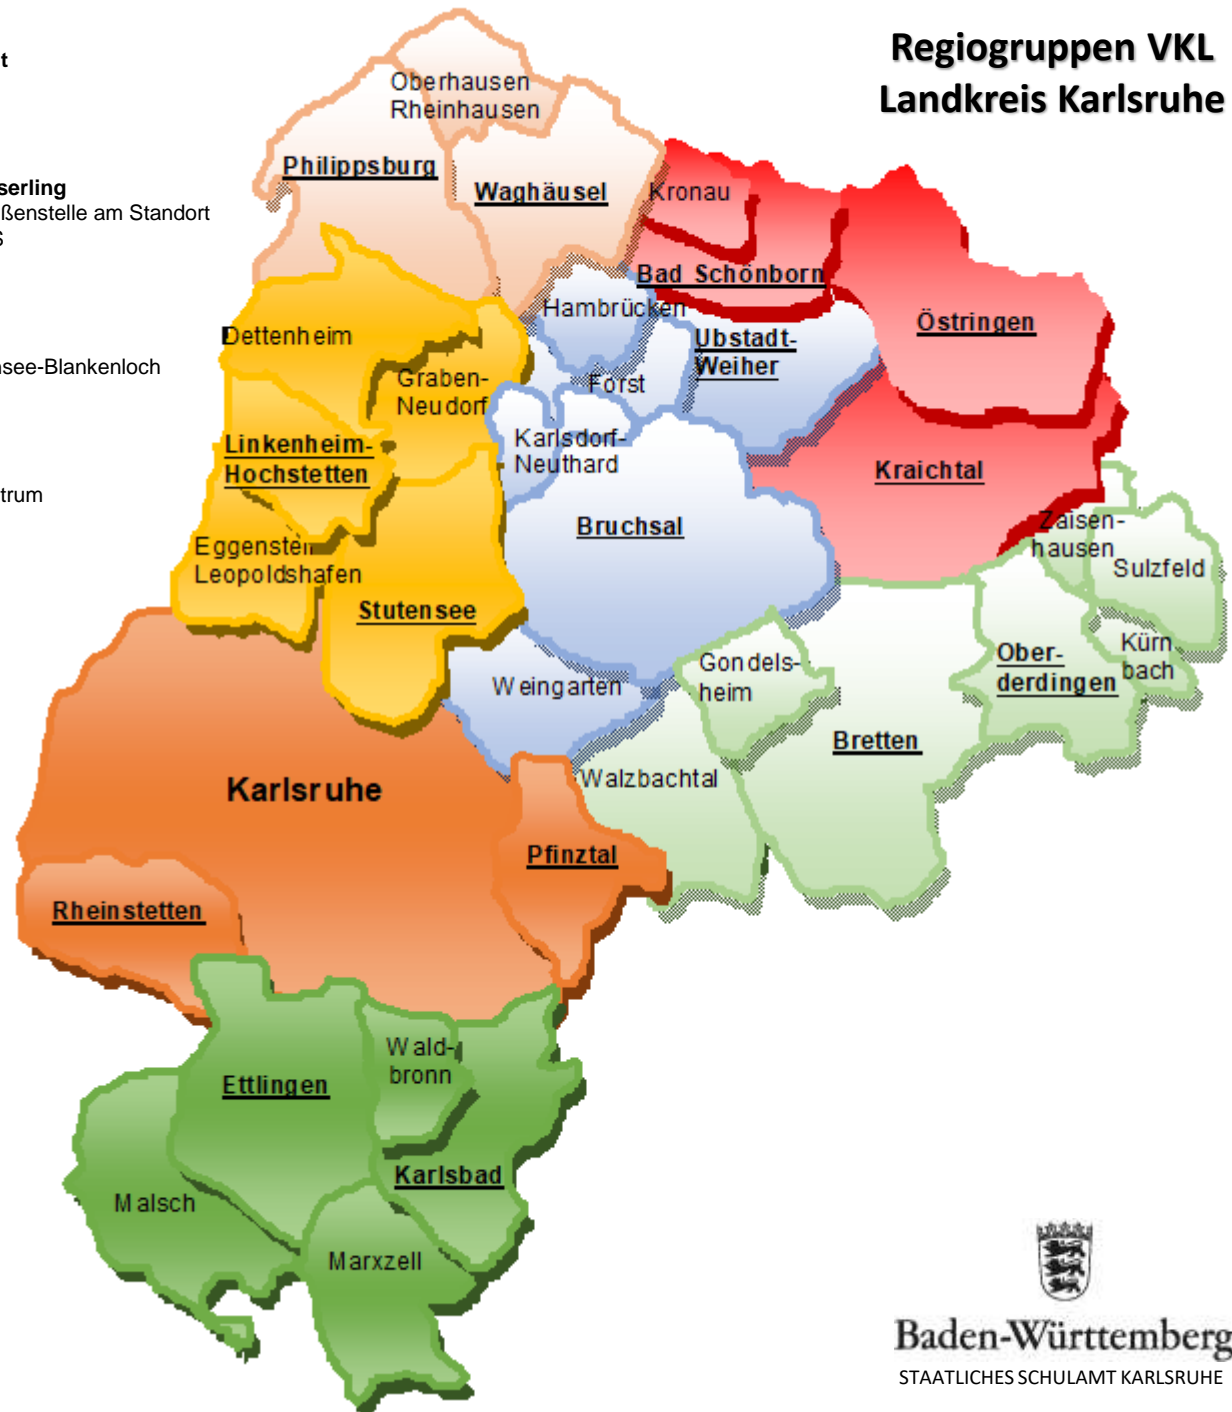 Regiogruppen VKL
Landkreis Karlsruhe
t
serling
ßenstelle am Standort
S
nsee-Blankenloch
trum
Oberhausen
Rheinhausen
Philippsburg
Waghäusel
Kronau
Bad Schönborn
Östringen
Hambrücken
Ubstadt-
Weiher
Forst
Dettenheim
Graben-
Neudorf
Karlsdorf-
Neuthard
Linkenheim-
Hochstetten
Kraichtal
Bruchsal
Zaisen-
hausen
Sulzfeld
Eggenstein
Leopoldshafen
Stutensee
Kürn
bach
Ober-
derdingen
Gondels-
heim
Weingarten
Bretten
Walzbachtal
Karlsruhe
Pfinztal
Rheinstetten
Wald-
bronn
Ettlingen
Karlsbad
Malsch
Marxzell
Baden-Württemberg
STAATLICHES SCHULAMT KARLSRUHE